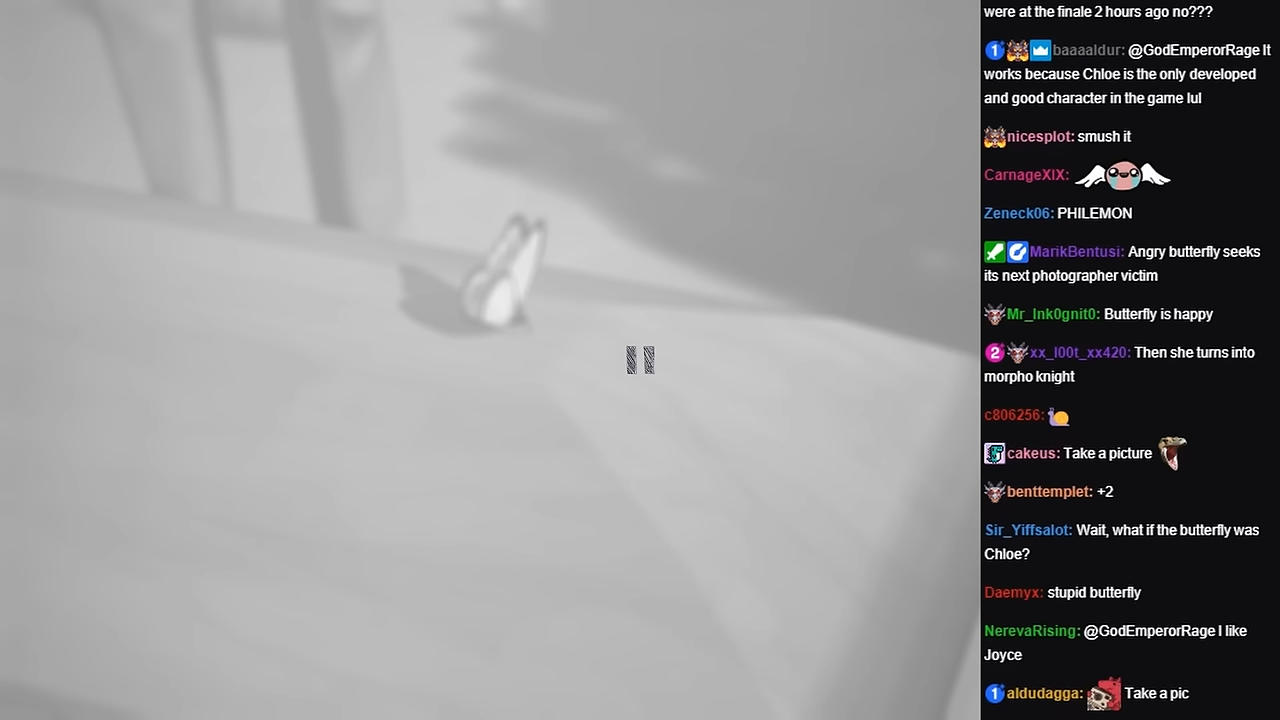 were at the finale 2 hours ago no???
baaaaldur: @GodEmperorRage It
works because Chloe is the only developed
and good character in the game lul
nicesplot: smush it
CarnageXIX:
Zeneck06: PHILEMON
MarikBentusi: Angry butterfly seeks
its next photographer victim
Mr_Ink0gnit0: Butterfly is happy
2 xx_l00t_xx420: Then she turns into
morpho knight
c806256:
cakeus: Take a picture
benttemplet: +2
Sir_Yiffsalot: Wait, what if the butterfly was
Chloe?
Daemyx: stupid butterfly
NerevaRising: @GodEmperorRage I like
Joyce
1 aldudagga: Take a pic